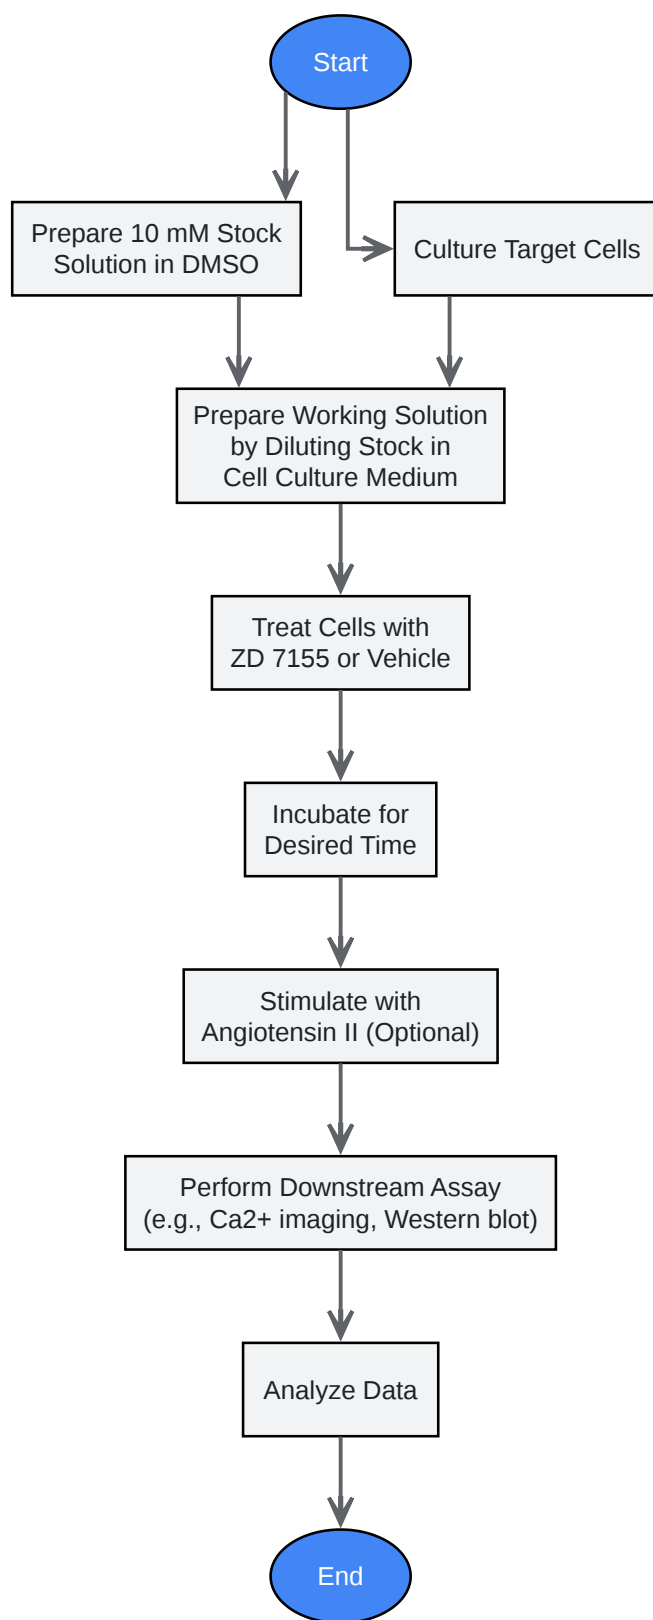 Start
Prepare 10 mM Stock
Solution in DMSO
Culture Target Cells
Prepare Working Solution
by Diluting Stock in
Cell Culture Medium
Treat Cells with
ZD 7155 or Vehicle
Incubate for
Desired Time
Stimulate with
Angiotensin II (Optional)
Perform Downstream Assay
(e.g., Ca2+ imaging, Western blot)
Analyze Data
End